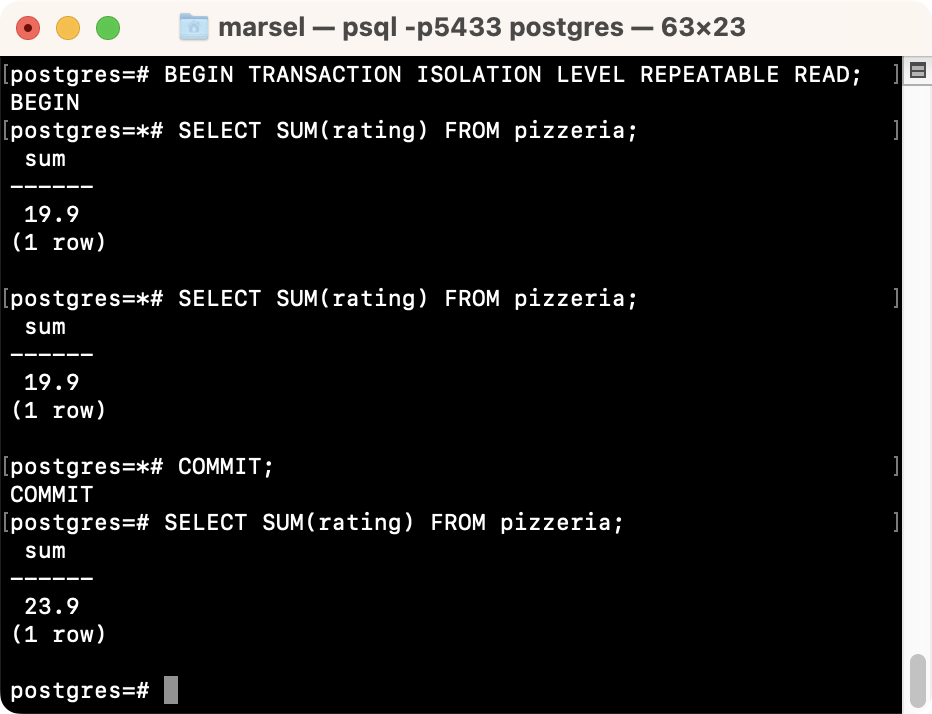 marsel — psql -p5433 postgres — 63×23
[postgres=# BEGIN TRANSACTION ISOLATION LEVEL REPEATABLE READ; ]
BEGIN
[postgres=*# SELECT SUM(rating) FROM pizzeria; ]
sum
------
19.9
(1 row)
[postgres=*# SELECT SUM(rating) FROM pizzeria; ]
sum
------
19.9
(1 row)
[postgres=*# COMMIT; ]
COMMIT
[postgres=# SELECT SUM(rating) FROM pizzeria; ]
sum
------
23.9
(1 row)
postgres=#